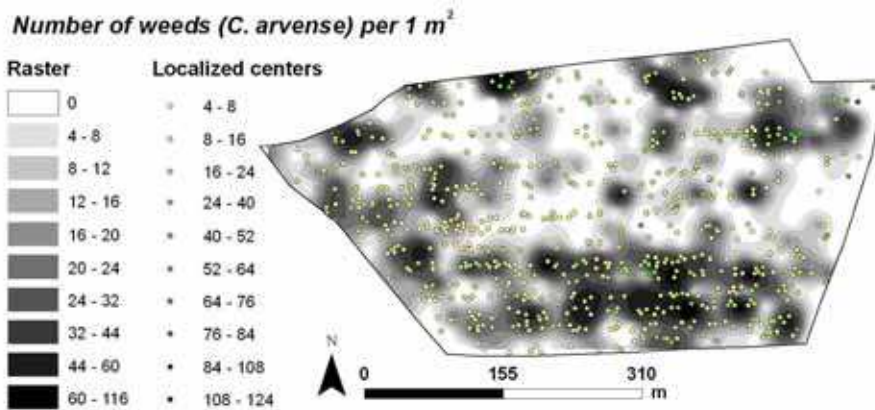 Number of weeds (C. arvense) per 1 m²
Raster
0
4 - 8
8 - 12
12 - 16
16 - 20
20 - 24
24 - 32
32 - 44
44 - 60
60 - 116
Localized centers
4 - 8
8 - 16
16 - 24
24 - 40
40 - 52
52 - 64
64 - 76
76 - 84
84 - 108
108 - 124
N
0 155 310
m